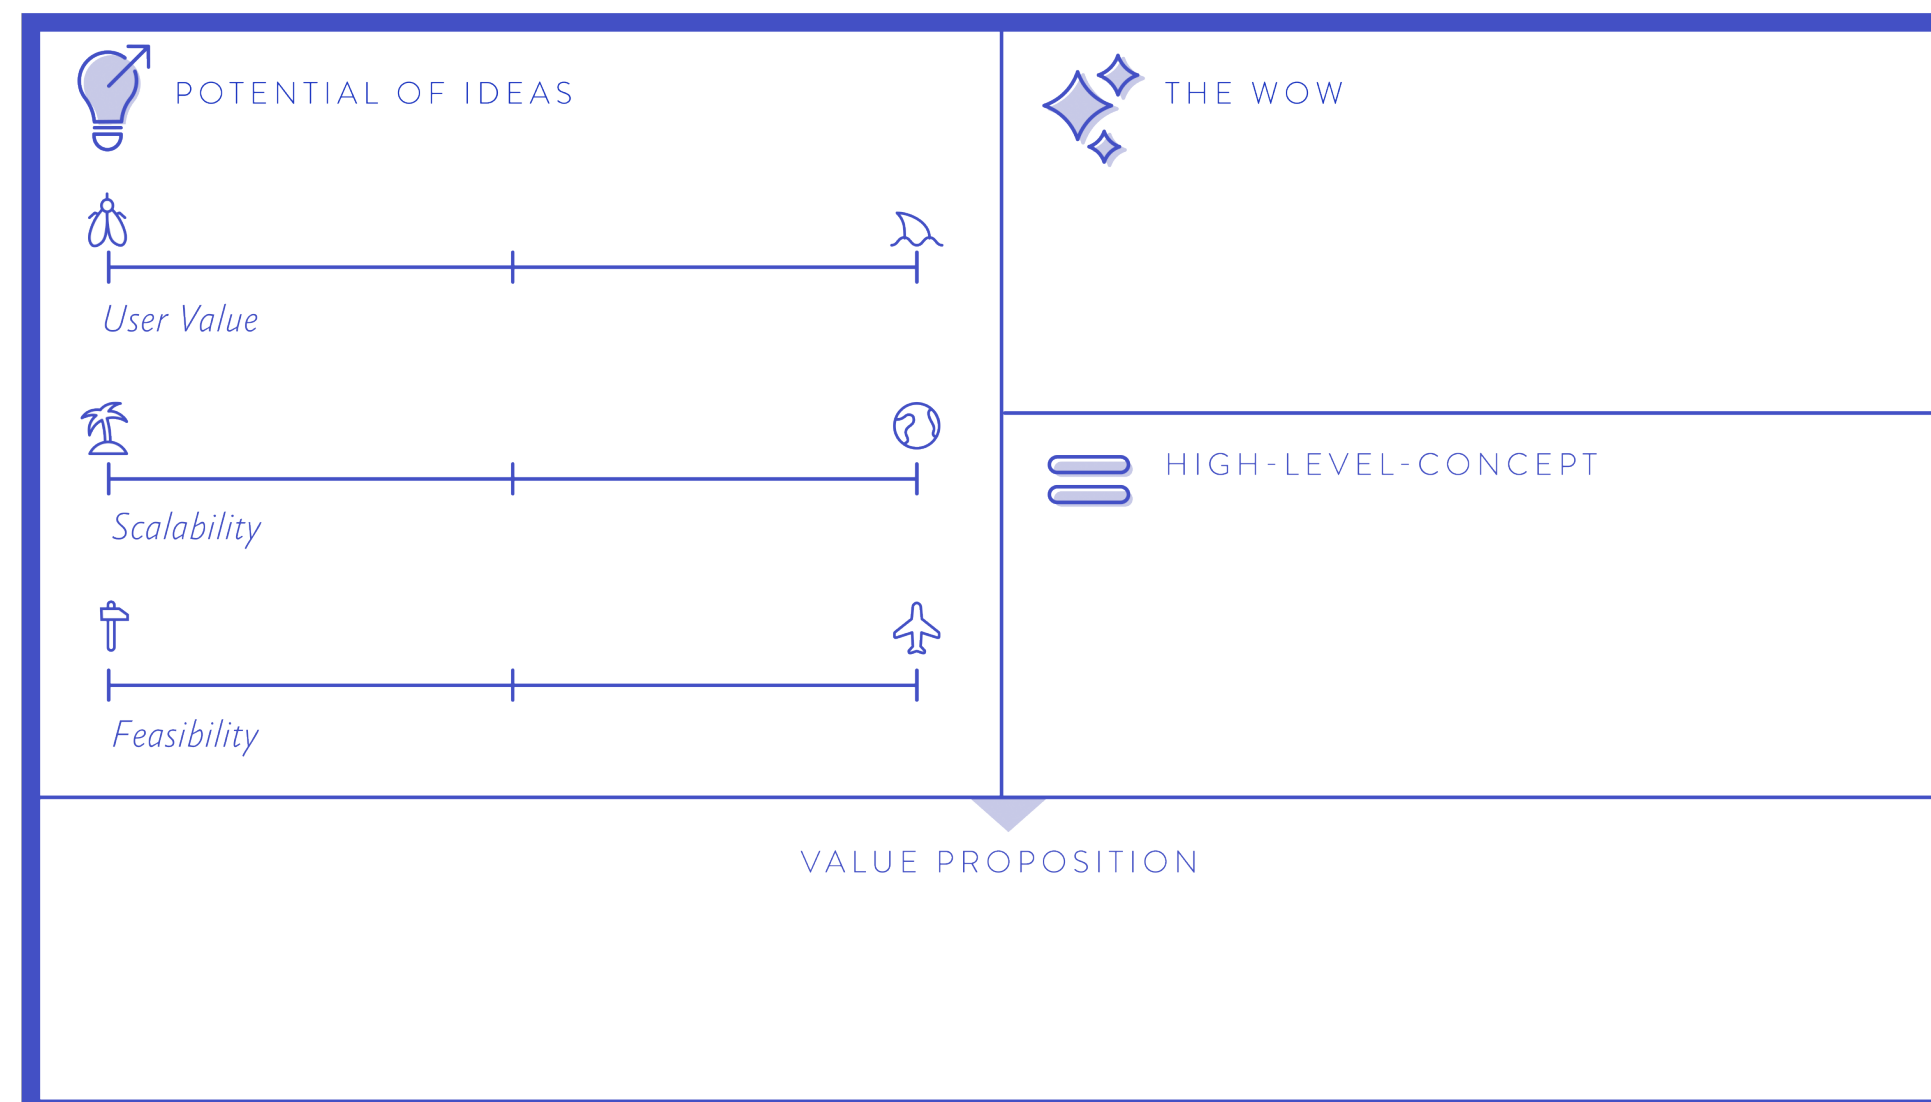 POTENTIAL OF IDEAS
User Value
Scalability
Feasibility
THE WOW
HIGH-LEVEL-CONCEPT
VALUE PROPOSITION